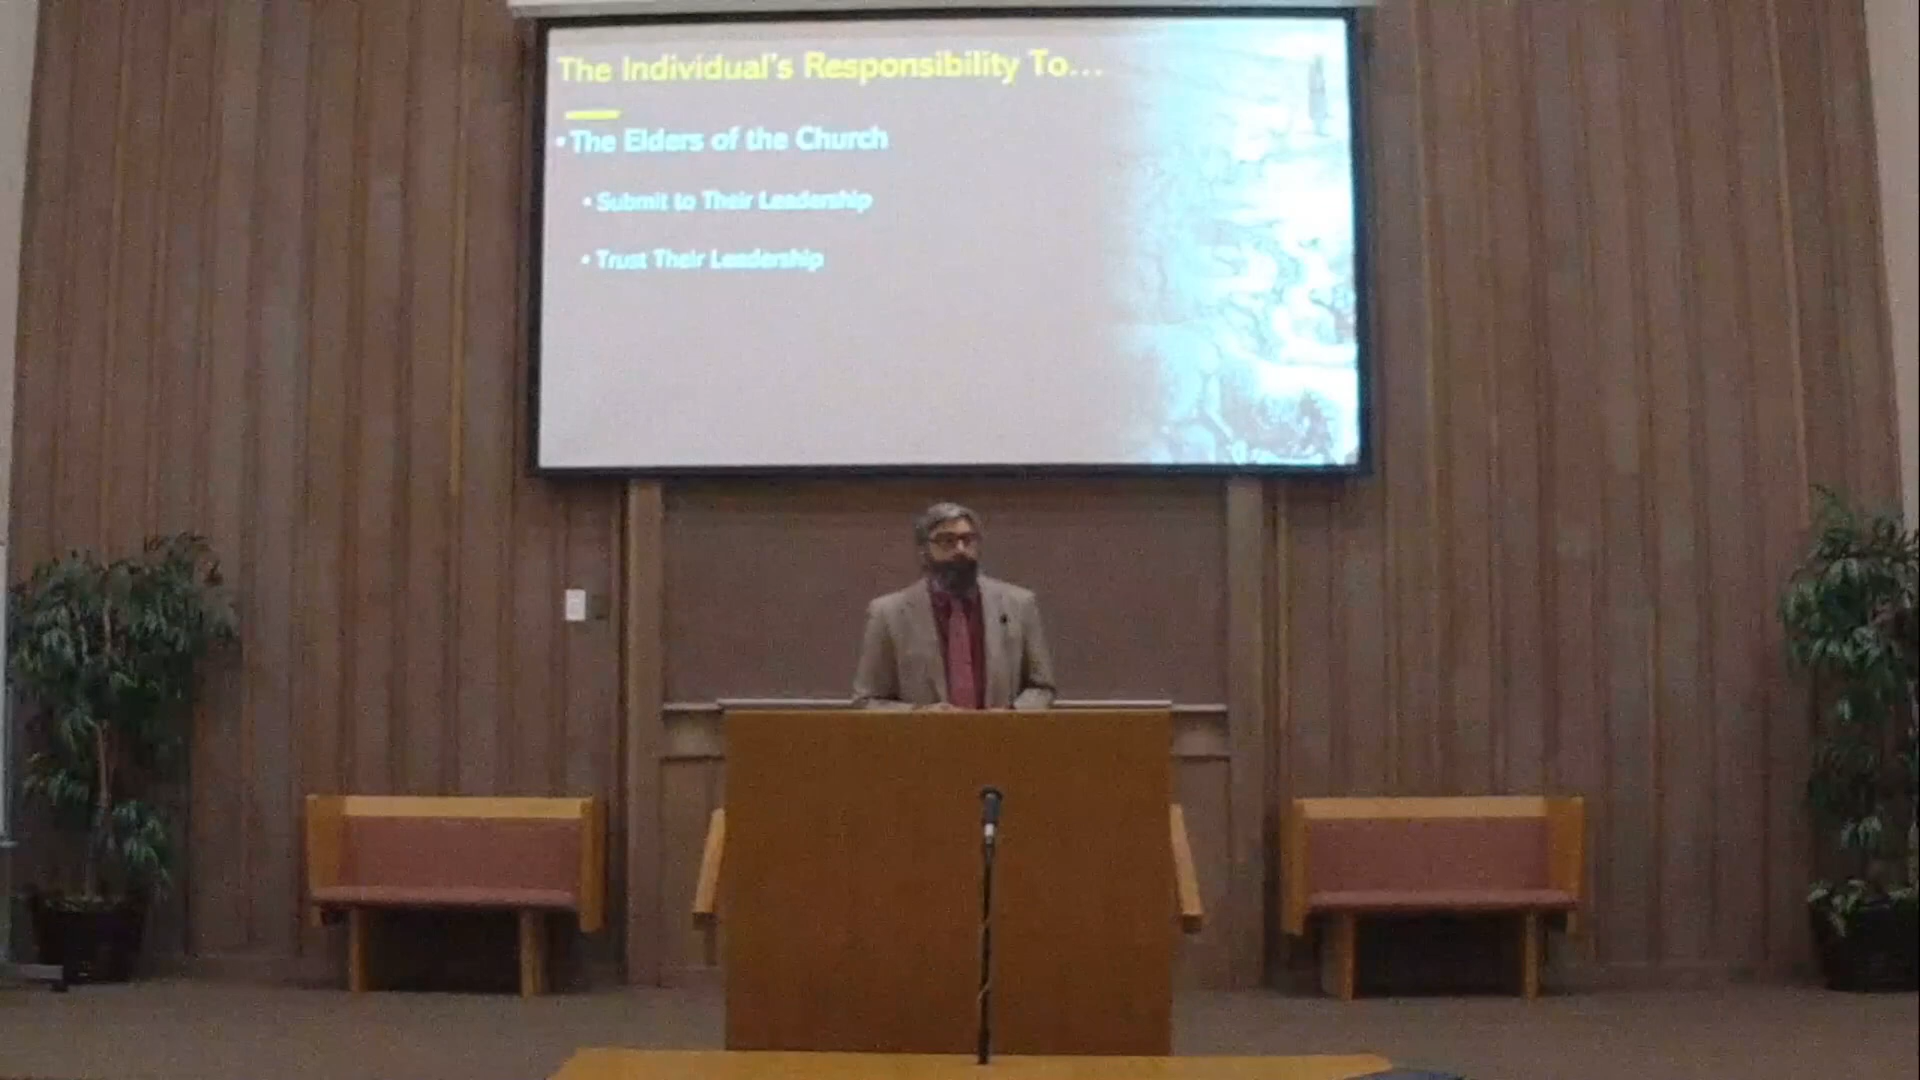 The Individual's Responsibility To...
• The Elders of the Church
• Submit to Their Leadership
• Trust Their Leadership